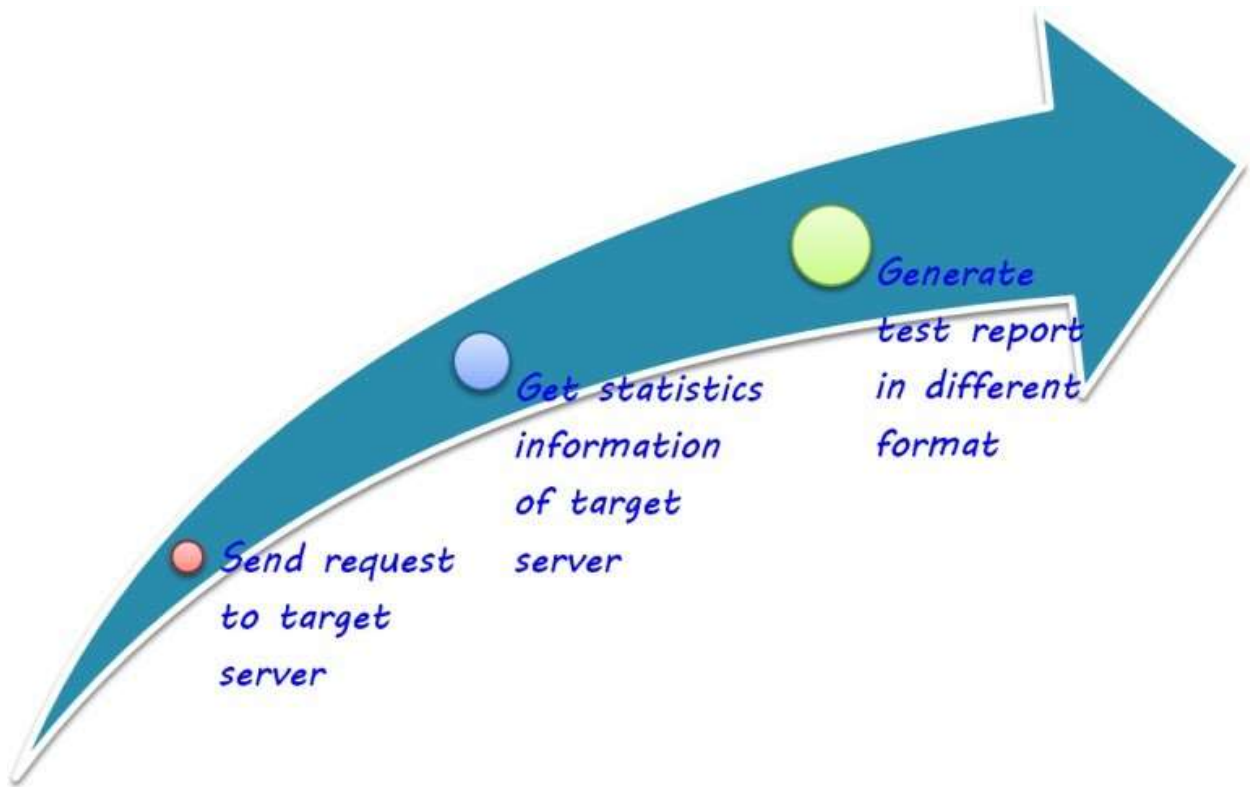 Send request
to target
server
Get statistics
information
of target
server
Generate
test report
in different
format